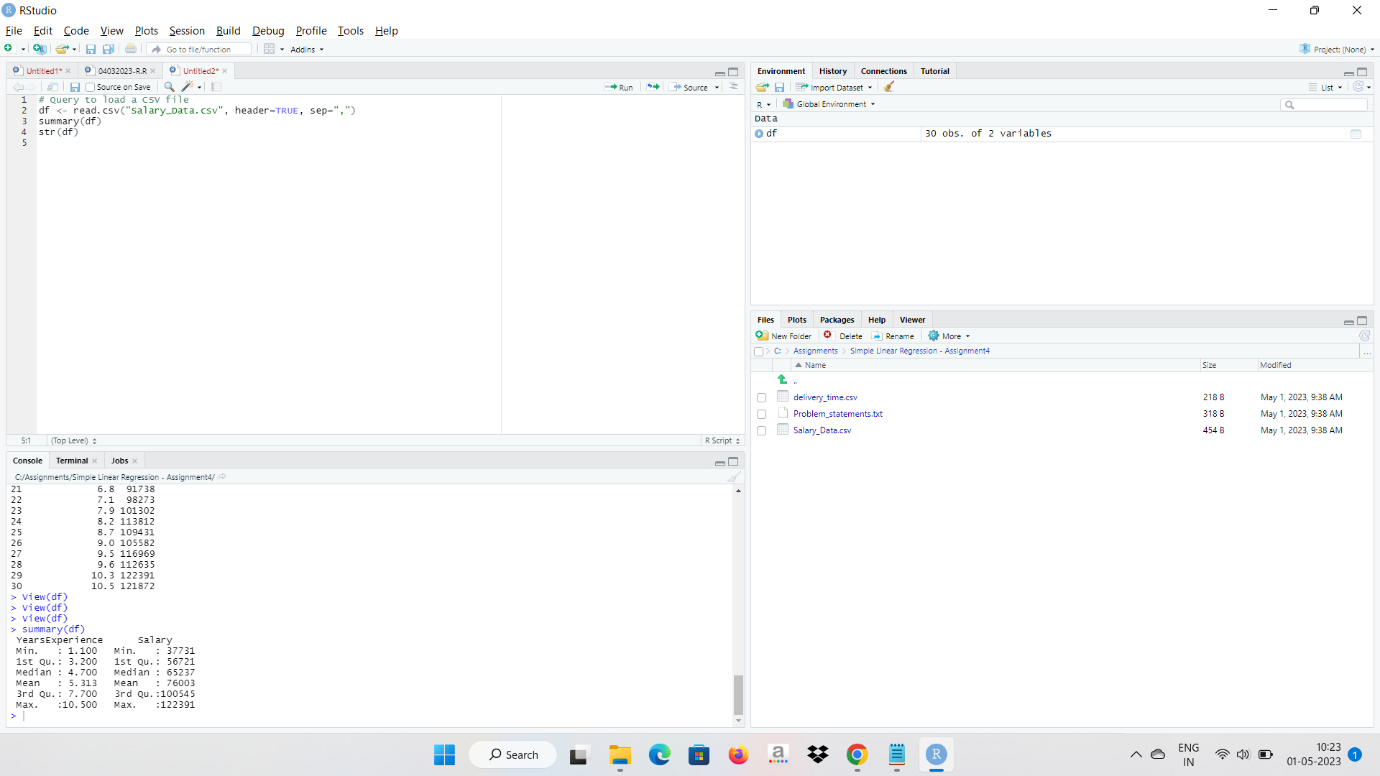 RStudio
File Edit Code View Plots Session Build Debug Profile Tools Help
Go to file/function Addins
Project: (None)
Untitled1* 04032023-R.R Untitled2*
Source on Save Run Source
1 # Query to load a CSV file
2 df <- read.csv("Salary_Data.csv", header=TRUE, sep=",")
3 summary(df)
4 str(df)
5
5:1 (Top Level) R Script
Console Terminal Jobs
C:/Assignments/Simple Linear Regression - Assignment4/
21 6.8 91738
22 7.1 98273
23 7.9 101302
24 8.2 113812
25 8.7 109431
26 9.0 105582
27 9.5 116969
28 9.6 112635
29 10.3 122391
30 10.5 121872
> View(df)
> View(df)
> View(df)
> summary(df)
YearsExperience Salary
Min. : 1.100 Min. : 37731
1st Qu.: 3.200 1st Qu.: 56721
Median : 4.700 Median : 65237
Mean : 5.313 Mean : 76003
3rd Qu.: 7.700 3rd Qu.:100545
Max. :10.500 Max. :122391
>
Environment History Connections Tutorial
Import Dataset List
R Global Environment
Data
df 30 obs. of 2 variables
Files Plots Packages Help Viewer
New Folder Delete Rename More
C: Assignments Simple Linear Regression - Assignment4 ...
Name Size Modified
..
delivery_time.csv 218 B May 1, 2023, 9:38 AM
Problem_statements.txt 318 B May 1, 2023, 9:38 AM
Salary_Data.csv 454 B May 1, 2023, 9:38 AM
Search
ENG
IN
10:23
01-05-2023
1